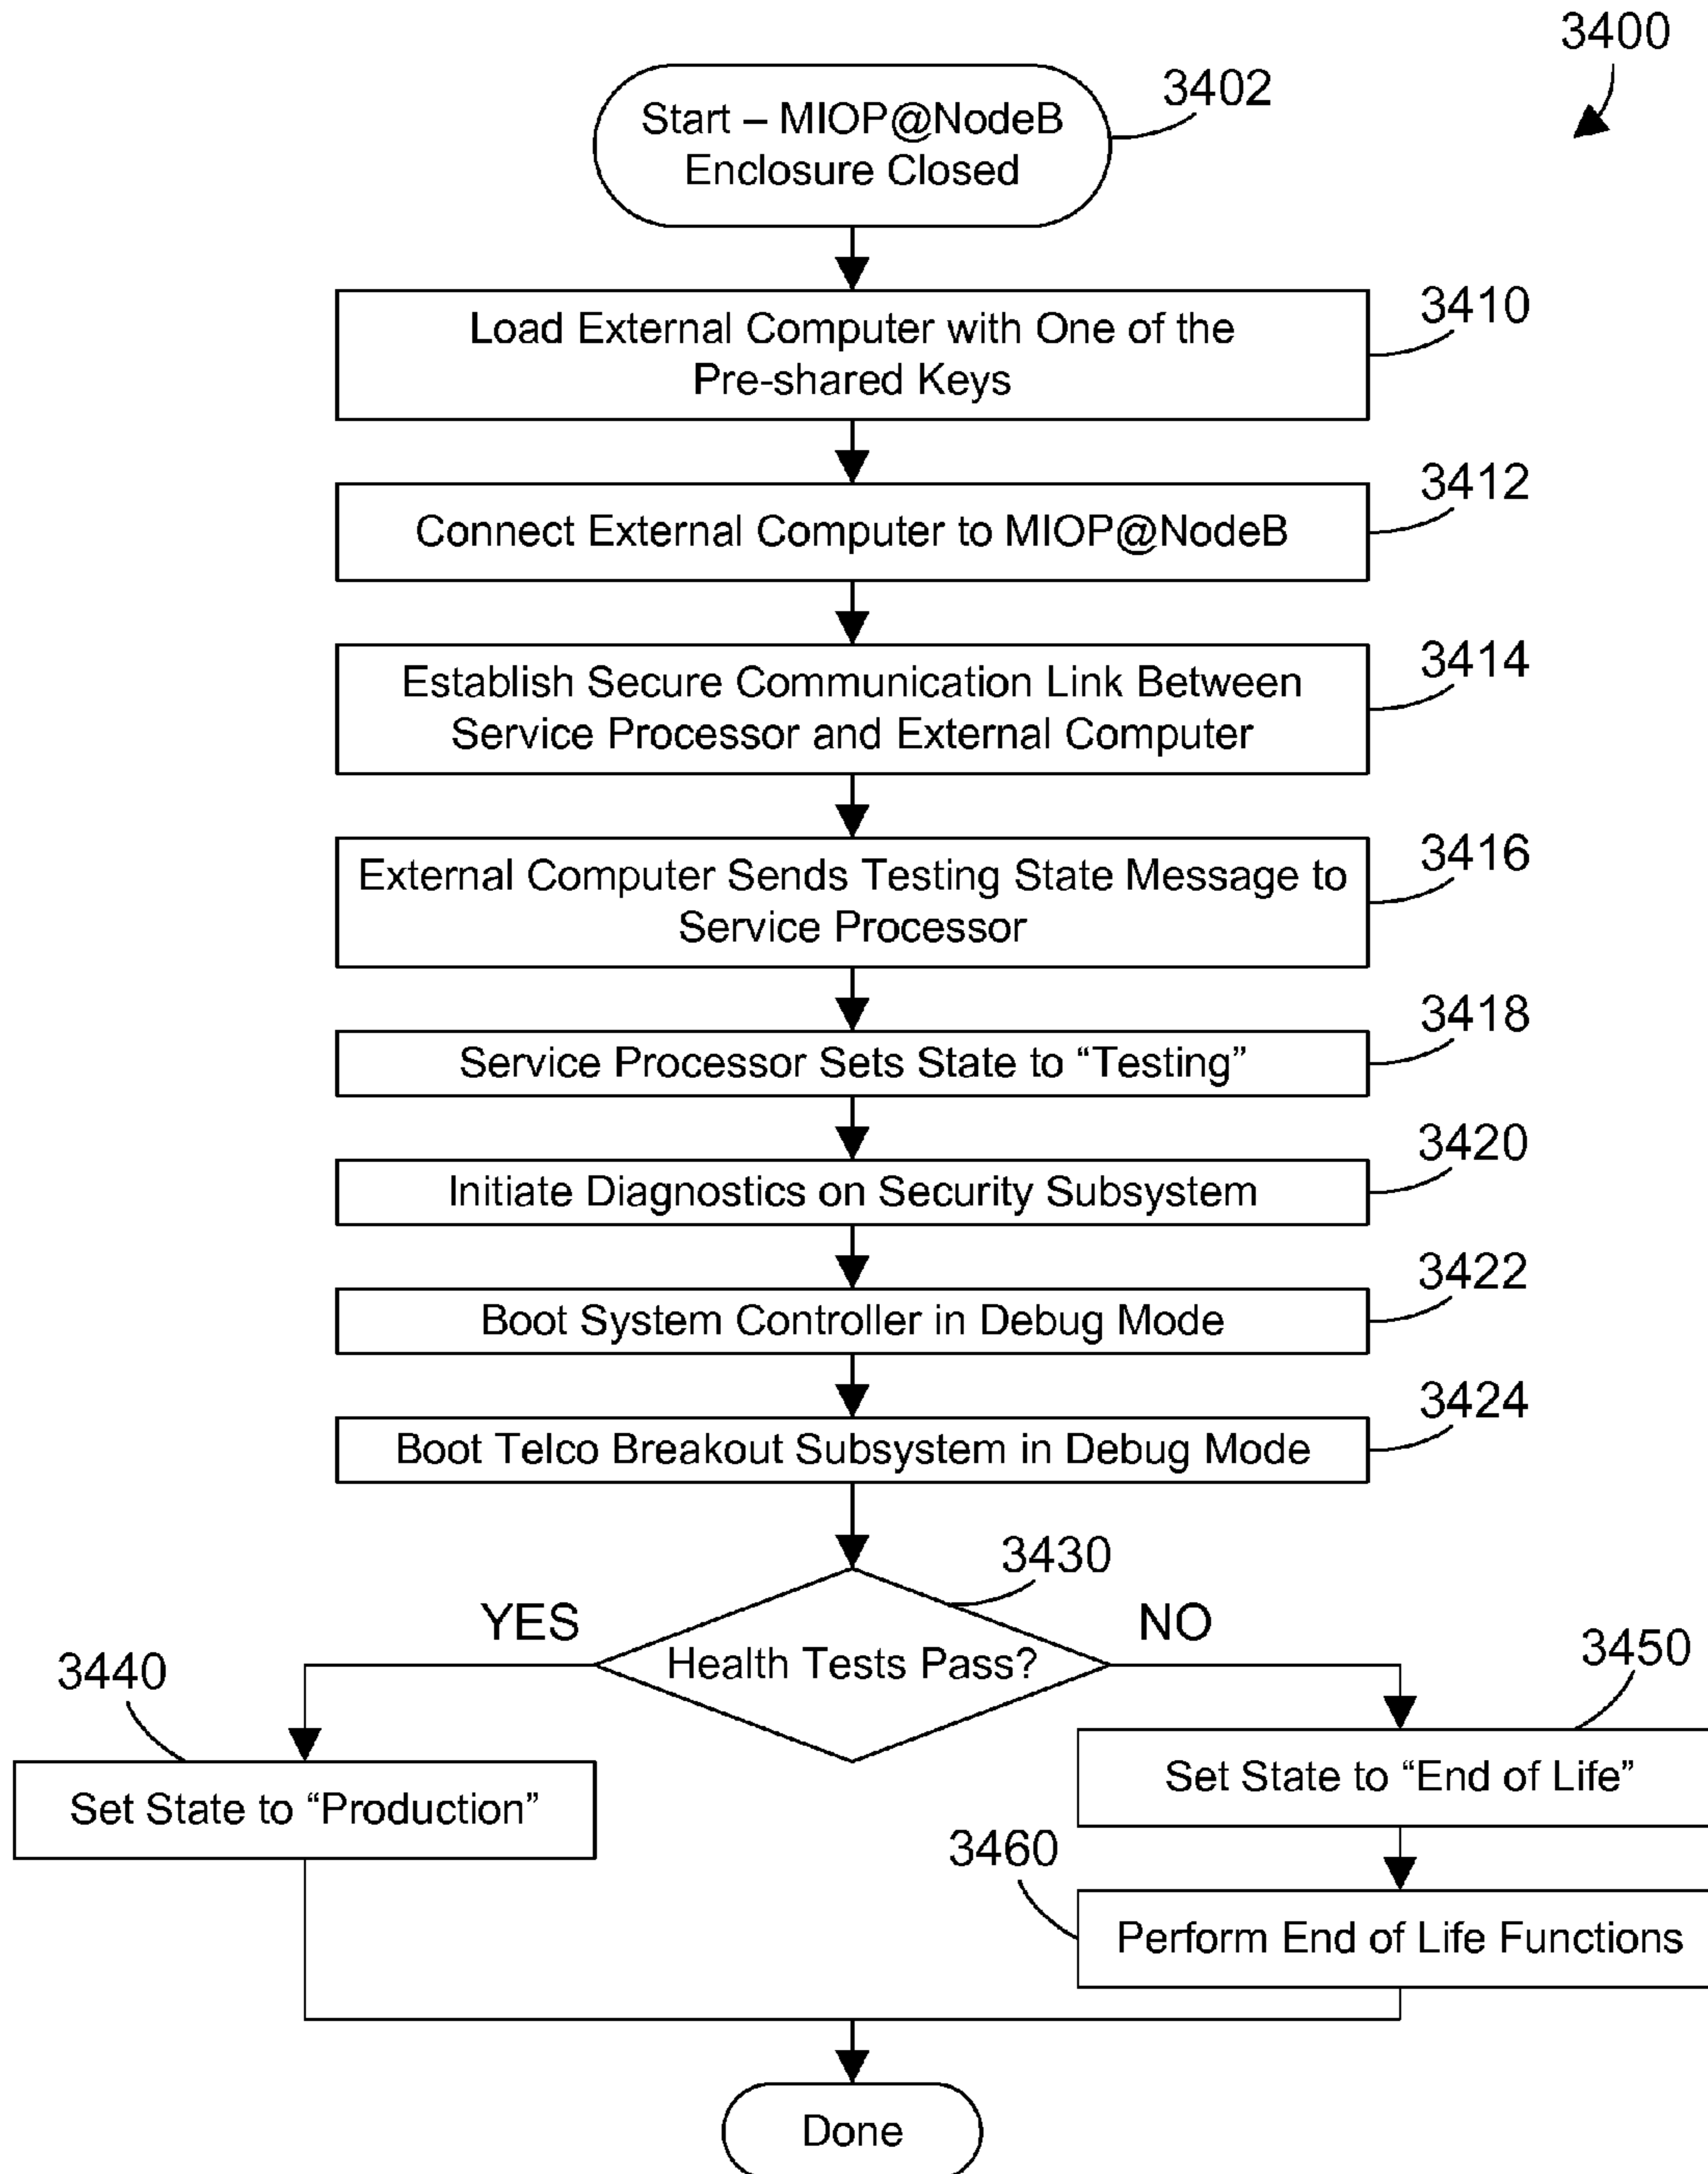 3400
Start – MIOP@NodeB
Enclosure Closed
3402
Load External Computer with One of the
Pre-shared Keys
3410
Connect External Computer to MIOP@NodeB
3412
Establish Secure Communication Link Between
Service Processor and External Computer
3414
External Computer Sends Testing State Message to
Service Processor
3416
Service Processor Sets State to “Testing”
3418
Initiate Diagnostics on Security Subsystem
3420
Boot System Controller in Debug Mode
3422
Boot Telco Breakout Subsystem in Debug Mode
3424
3430
Health Tests Pass?
YES
NO
3440
Set State to “Production”
3450
Set State to “End of Life”
3460
Perform End of Life Functions
Done